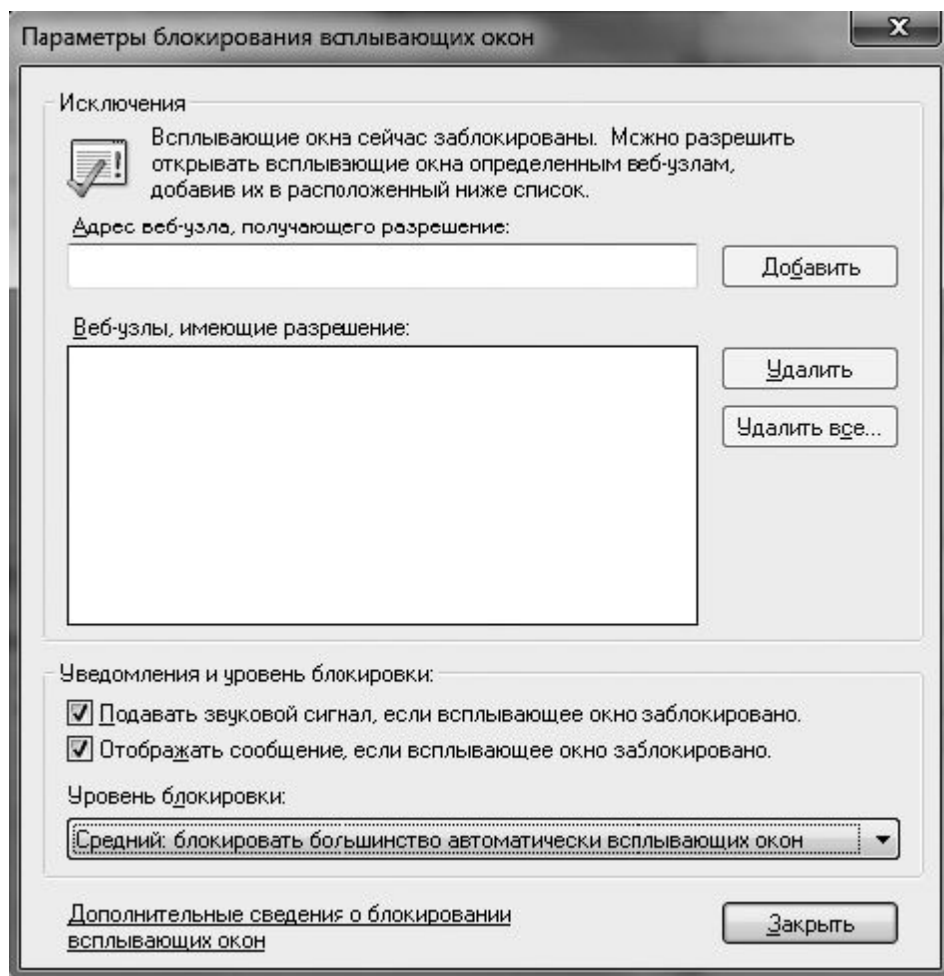 Параметры блокирования всплывающих окон
Исключения
Всплывающие окна сейчас заблокированы. Можно разрешить
открывать всплывающие окна определенным веб-узлам,
добавив их в расположенный ниже список.
Адрес веб-узла, получающего разрешение:
Добавить
Веб-узлы, имеющие разрешение:
Удалить
Удалить все...
Уведомления и уровень блокировки:
Подавать звуковой сигнал, если всплывающее окно заблокировано.
Отображать сообщение, если всплывающее окно заблокировано.
Уровень блокировки:
Средний: блокировать большинство автоматически всплывающих окон
Дополнительные сведения о блокировании
всплывающих окон
Закрыть